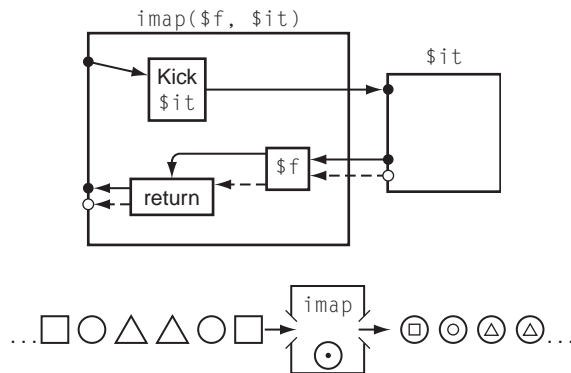 imap($f, $it)
$it
Kick
$it
$f
return
imap
...
...